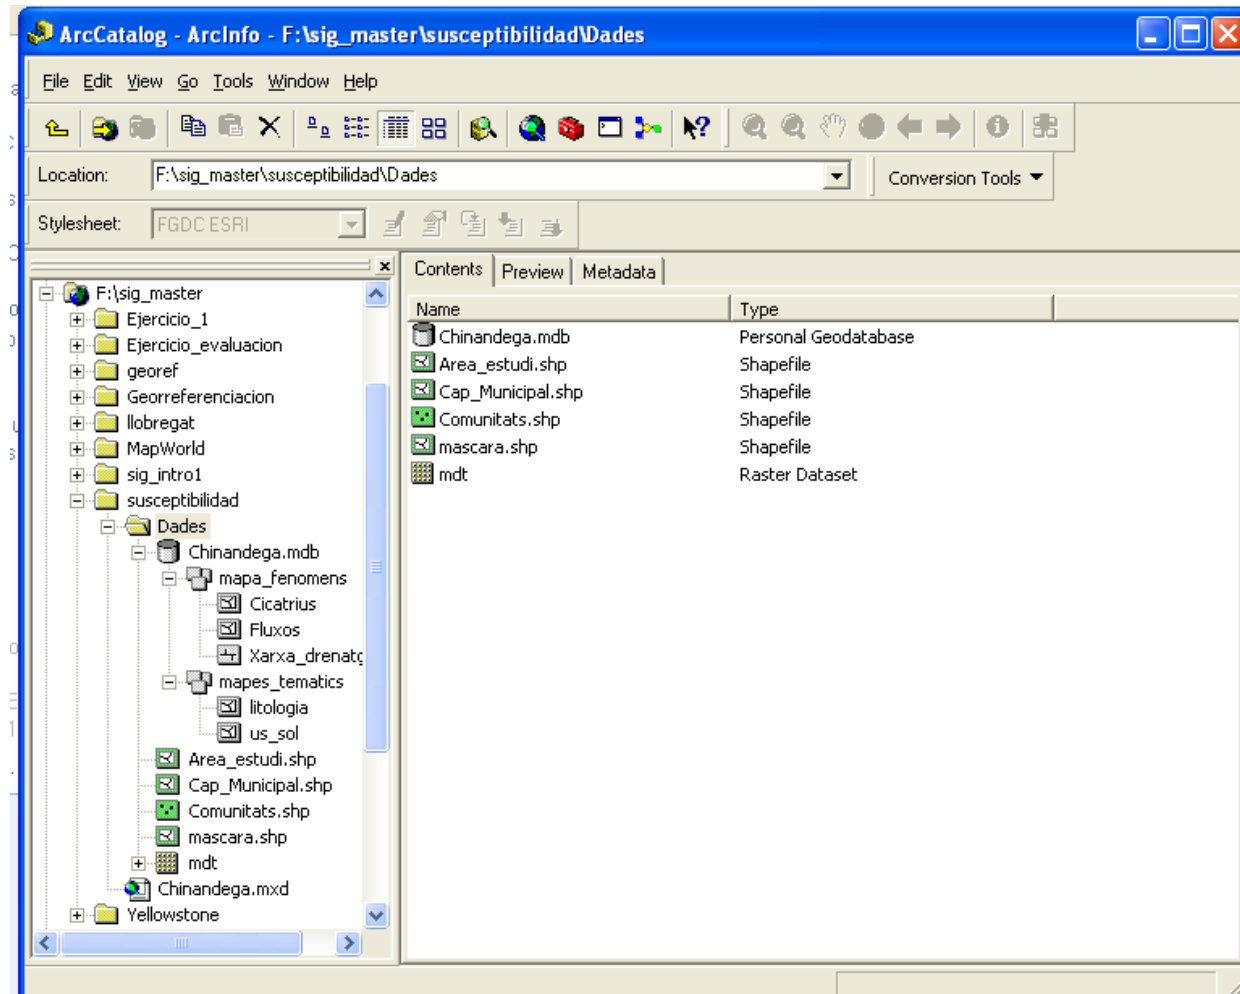 ArcCatalog - ArcInfo - F:\sig_master\susceptibilidad\Dades
File Edit View Go Tools Window Help
Location: F:\sig_master\susceptibilidad\Dades Conversion Tools
Stylesheet: FGDC ESRI
Contents Preview Metadata
Name Type
Chinandega.mdb Personal Geodatabase
Area_estudi.shp Shapefile
Cap_Municipal.shp Shapefile
Comunitats.shp Shapefile
mascara.shp Shapefile
mdt Raster Dataset
F:\sig_master
Ejercicio_1
Ejercicio_evaluacion
georef
Georreferenciacion
llobregat
MapWorld
sig_intro1
susceptibilidad
Dades
Chinandega.mdb
mapa_fenomens
Cicatrius
Fluxos
Xarxa_drenatg
mapes_tematics
litologia
us_sol
Area_estudi.shp
Cap_Municipal.shp
Comunitats.shp
mascara.shp
mdt
Chinandega.mxd
Yellowstone